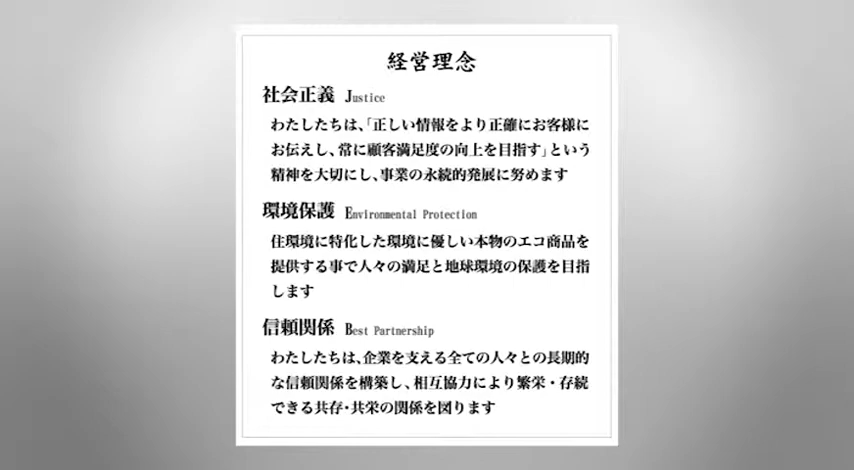 経営理念
社会正義 Justice
わたしたちは、「正しい情報をより正確にお客様に
お伝えし、常に顧客満足度の向上を目指す」という
精神を大切にし、事業の永続的発展に努めます
環境保護 Environmental Protection
住環境に特化した環境に優しい本物のエコ商品を
提供する事で人々の満足と地球環境の保護を目指
します
信頼関係 Best Partnership
わたしたちは、企業を支える全ての人々との長期的
な信頼関係を構築し、相互協力により繁栄・存続
できる共存・共栄の関係を図ります